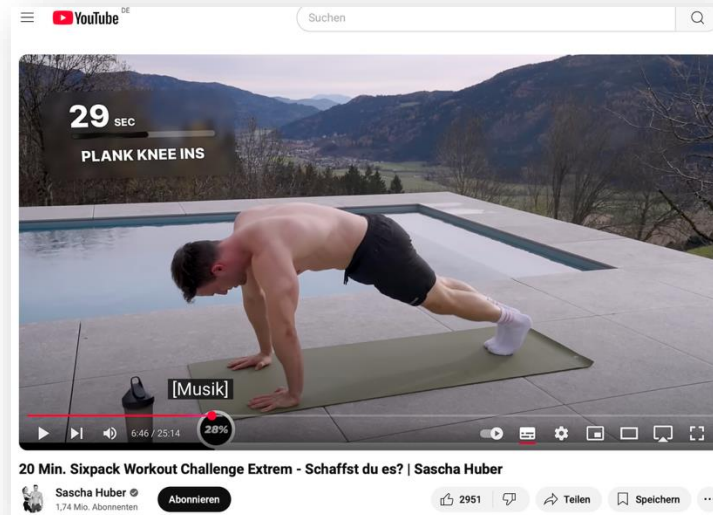 YouTube DE
Suchen
29 SEC
PLANK KNEE INS
[Musik]
6:46 / 25:14
28%
20 Min. Sixpack Workout Challenge Extrem - Schaffst du es? | Sascha Huber
Sascha Huber
1,74 Mio. Abonnenten
Abonnieren
2951
Teilen
Speichern